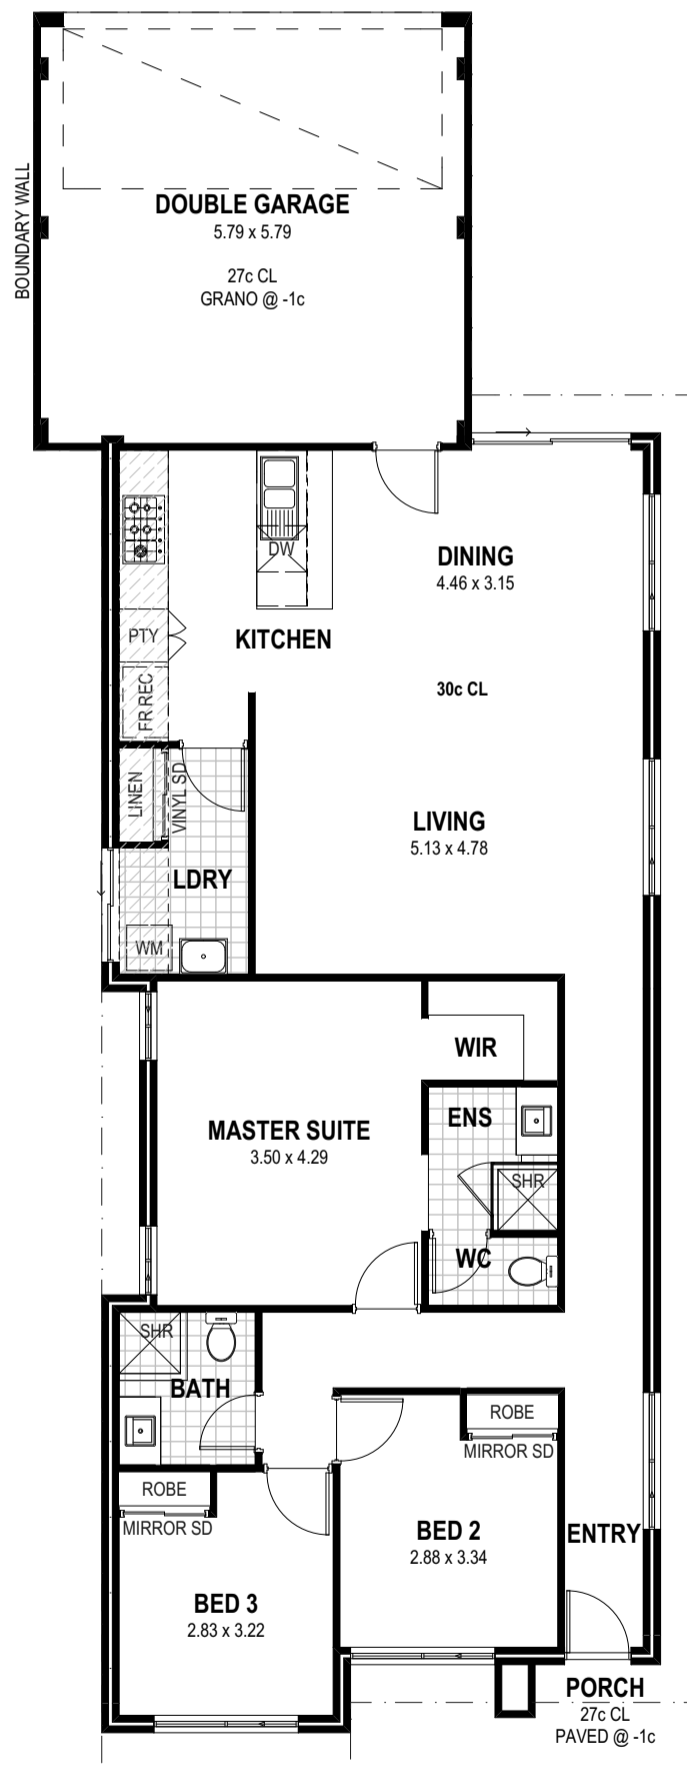 BOUNDARY WALL
DOUBLE GARAGE
5.79 x 5.79
27c CL
GRANO @ -1c
DW
DINING
4.46 x 3.15
PTY
KITCHEN
FR REC
30c CL
LINEN
VINYL SD
LIVING
5.13 x 4.78
LDRY
WM
WIR
ENS
MASTER SUITE
3.50 x 4.29
SHR
WC
SHR
BATH
ROBE
MIRROR SD
ROBE
MIRROR SD
BED 2
2.88 x 3.34
ENTRY
BED 3
2.83 x 3.22
PORCH
27c CL
PAVED @ -1c